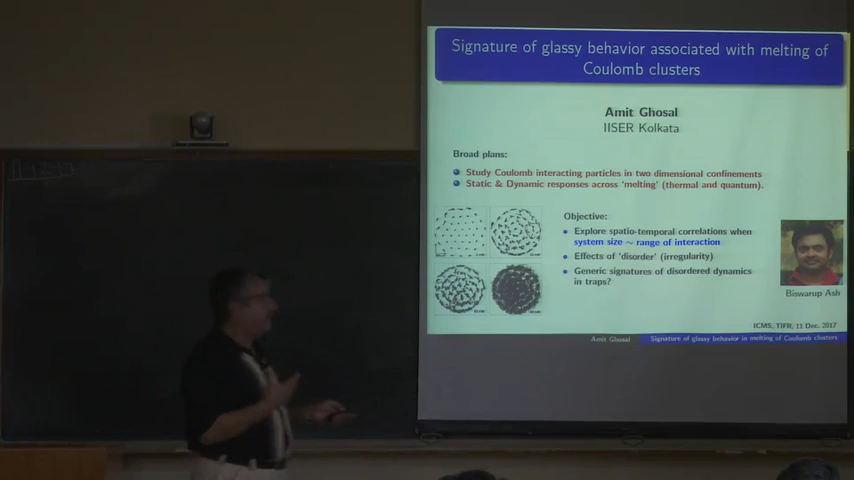 Signature of glassy behavior associated with melting of
Coulomb clusters
Amit Ghosal
IISER Kolkata
Broad plans:
Study Coulomb interacting particles in two dimensional confinements
Static & Dynamic responses across 'melting' (thermal and quantum).
Objective:
Explore spatio-temporal correlations when
system size ~ range of interaction
Effects of 'disorder' (irregularity)
Generic signatures of disordered dynamics
in traps?
Biswarup Ash
ICMS, TIFR, 11 Dec. 2017
Amit Ghosal
Signature of glassy behavior in melting of Coulomb clusters